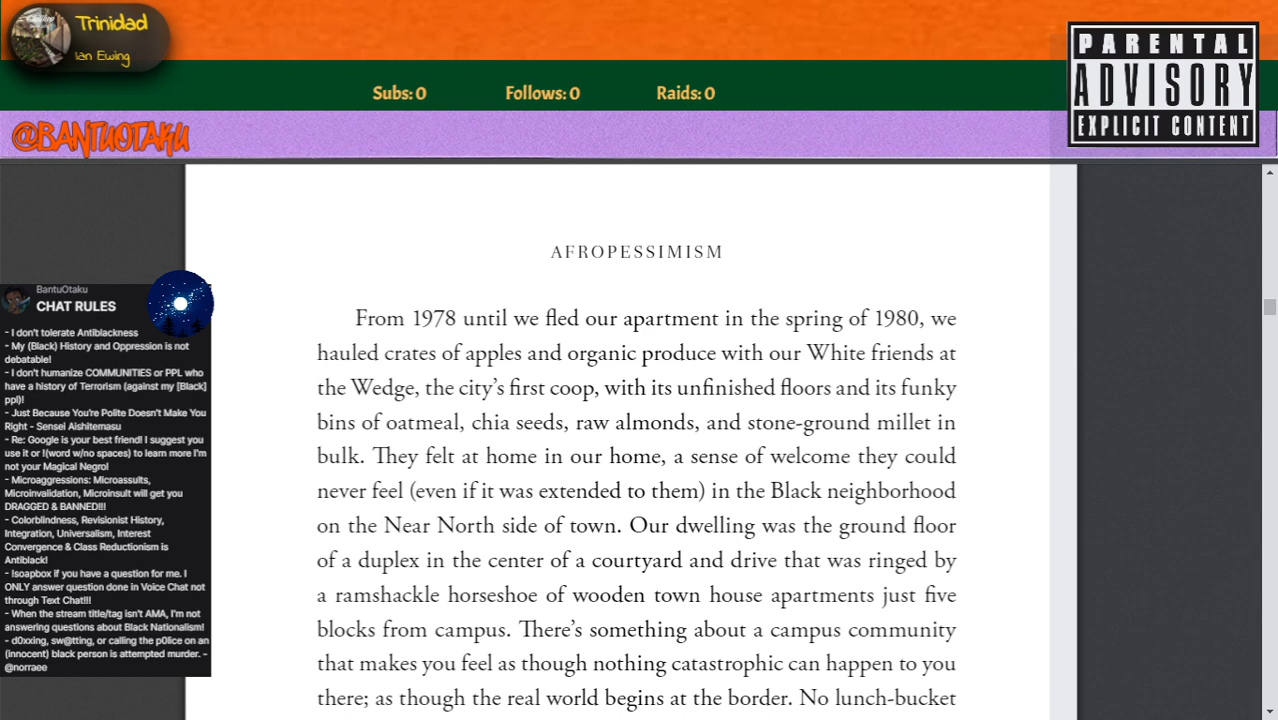 Trinidad
Ian Ewing
PARENTAL
ADVISORY
EXPLICIT CONTENT
Subs: 0
Follows: 0
Raids: 0
@BANTUOTAKU
AFROPESSIMISM
From 1978 until we fled our apartment in the spring of 1980, we
hauled crates of apples and organic produce with our White friends at
the Wedge, the city's first coop, with its unfinished floors and its funky
bins of oatmeal, chia seeds, raw almonds, and stone-ground millet in
bulk. They felt at home in our home, a sense of welcome they could
never feel (even if it was extended to them) in the Black neighborhood
on the Near North side of town. Our dwelling was the ground floor
of a duplex in the center of a courtyard and drive that was ringed by
a ramshackle horseshoe of wooden town house apartments just five
blocks from campus. There's something about a campus community
that makes you feel as though nothing catastrophic can happen to you
there; as though the real world begins at the border. No lunch-bucket
BantuOtaku
CHAT RULES
- I don't tolerate Antiblackness
- My (Black) History and Oppression is not
debatable!
- I don't humanize COMMUNITIES or PPL who
have a history of Terrorism (against my [Black]
ppl)!
- Just Because You're Polite Doesn't Make You
Right - Sensei Aishitemasu
- Re: Google is your best friend! I suggest you
use it or !(word w/no spaces) to learn more I'm
not your Magical Negro!
- Microaggressions: Microassults,
Microinvalidation, Microinsult will get you
DRAGGED & BANNED!!!
- Colorblindness, Revisionist History,
Integration, Universalism, Interest
Convergence & Class Reductionism is
Antiblack!
- !soapbox if you have a question for me. I
ONLY answer question done in Voice Chat not
through Text Chat!!!
- When the stream title/tag isn't AMA, I'm not
answering questions about Black Nationalism!
- d0xxing, sw@tting, or calling the p0lice on an
(innocent) black person is attempted murder. -
@norraee